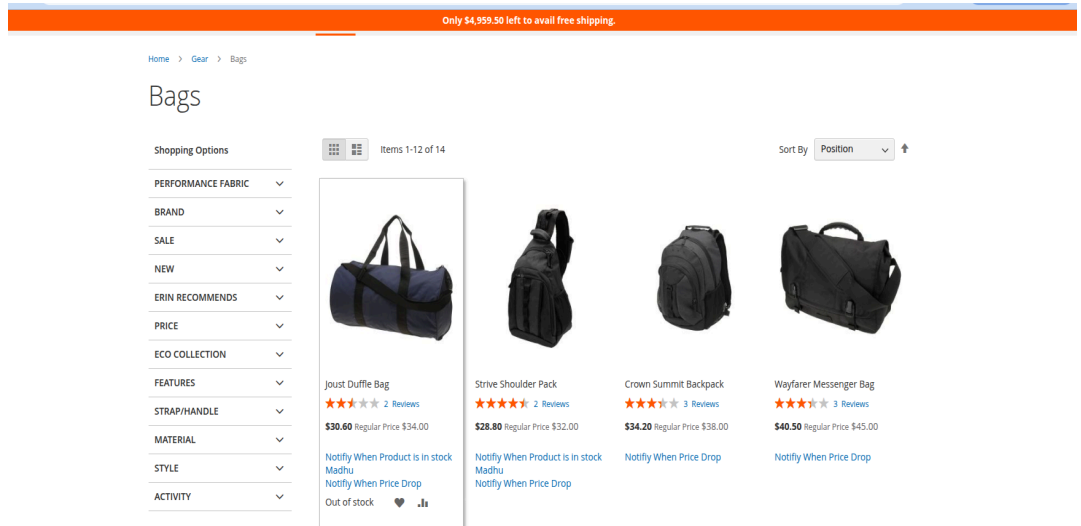 Only $4,959.50 left to avail free shipping.
Home > Gear > Bags
Bags
Shopping Options
Items 1-12 of 14
Sort By Position
PERFORMANCE FABRIC
BRAND
SALE
NEW
ERIN RECOMMENDS
PRICE
ECO COLLECTION
FEATURES
STRAP/HANDLE
MATERIAL
STYLE
ACTIVITY
Joust Duffle Bag
2 Reviews
$30.60 Regular Price $34.00
Notifiy When Product is in stock
Madhu
Notifiy When Price Drop
Out of stock
Strive Shoulder Pack
2 Reviews
$28.80 Regular Price $32.00
Notifiy When Product is in stock
Madhu
Notifiy When Price Drop
Crown Summit Backpack
3 Reviews
$34.20 Regular Price $38.00
Notifiy When Price Drop
Wayfarer Messenger Bag
3 Reviews
$40.50 Regular Price $45.00
Notifiy When Price Drop